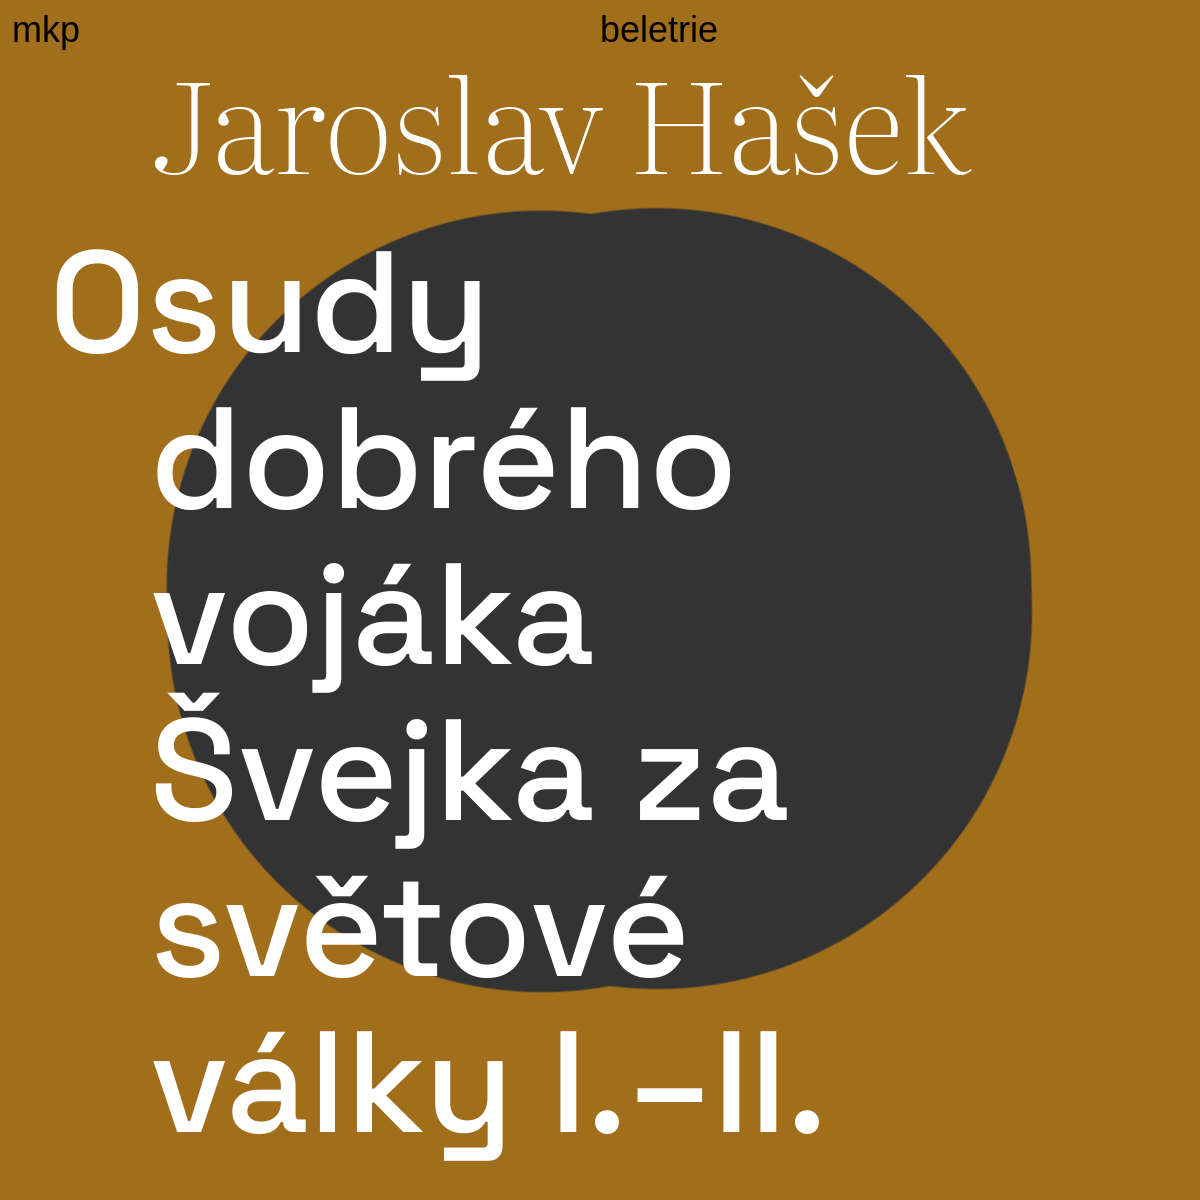 mkp beletrie
Jaroslav Hašek
Osudy
dobrého
vojáka
Švejka za
světové
války I.–II.